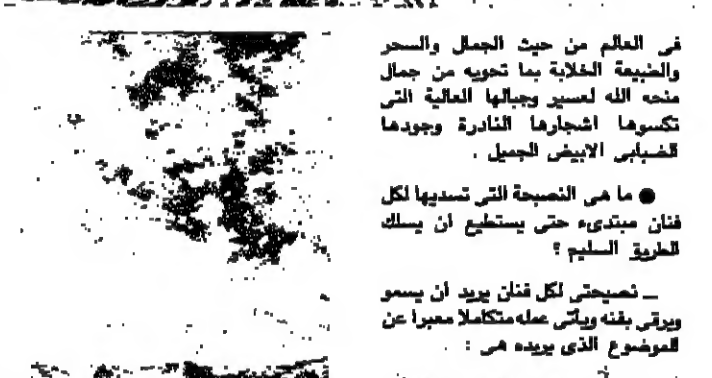 فى العالم من حيث الجمال والسحر
والطبيعة الخلابة بما تحويه من جمال
منحه الله لعسير وجبالها العالية التى
تكسوها اشجارها النادرة وجودها
الضبابى الابيض الجميل .
● ما هى النصيحة التى تسديها لكل
فنان مبتدىء حتى يستطيع ان يسلك
الطريق السليم ؟
ــ نصيحتى لكل فنان يريد ان يسمو
ويرقى بفنه ويأتى عمله متكاملا معبرا عن
الموضوع الذى يريده هى :